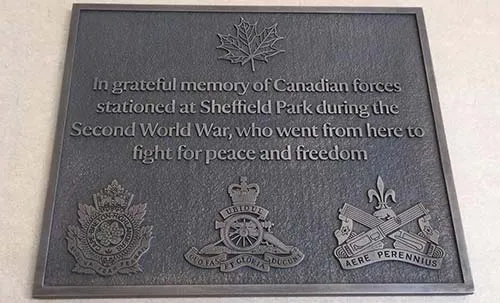 In grateful memory of Canadian forces
stationed at Sheffield Park during the
Second World War, who went from here to
fight for peace and freedom
UBIQUE
QUO FAS ET GLORIA DUCUNT
AERE PERENNIUS